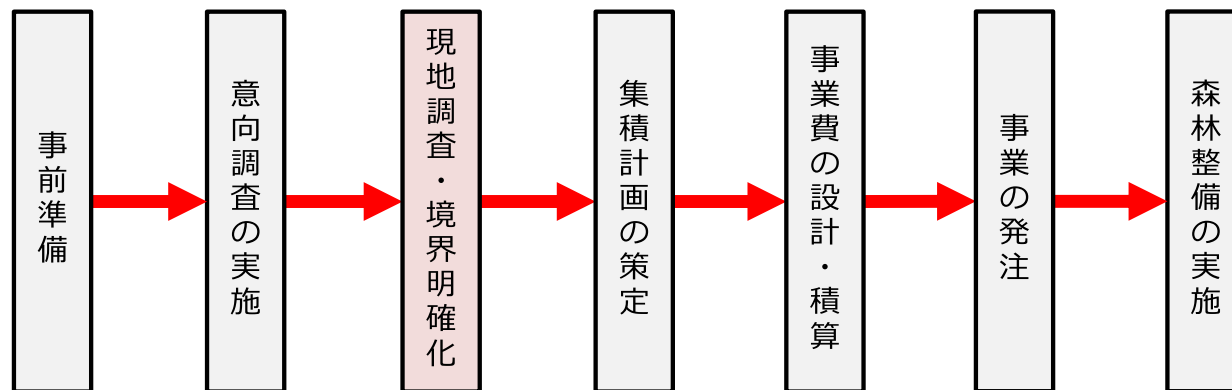 事前準備
意向調査の実施
現地調査・境界明確化
集積計画の策定
事業費の設計・積算
事業の発注
森林整備の実施